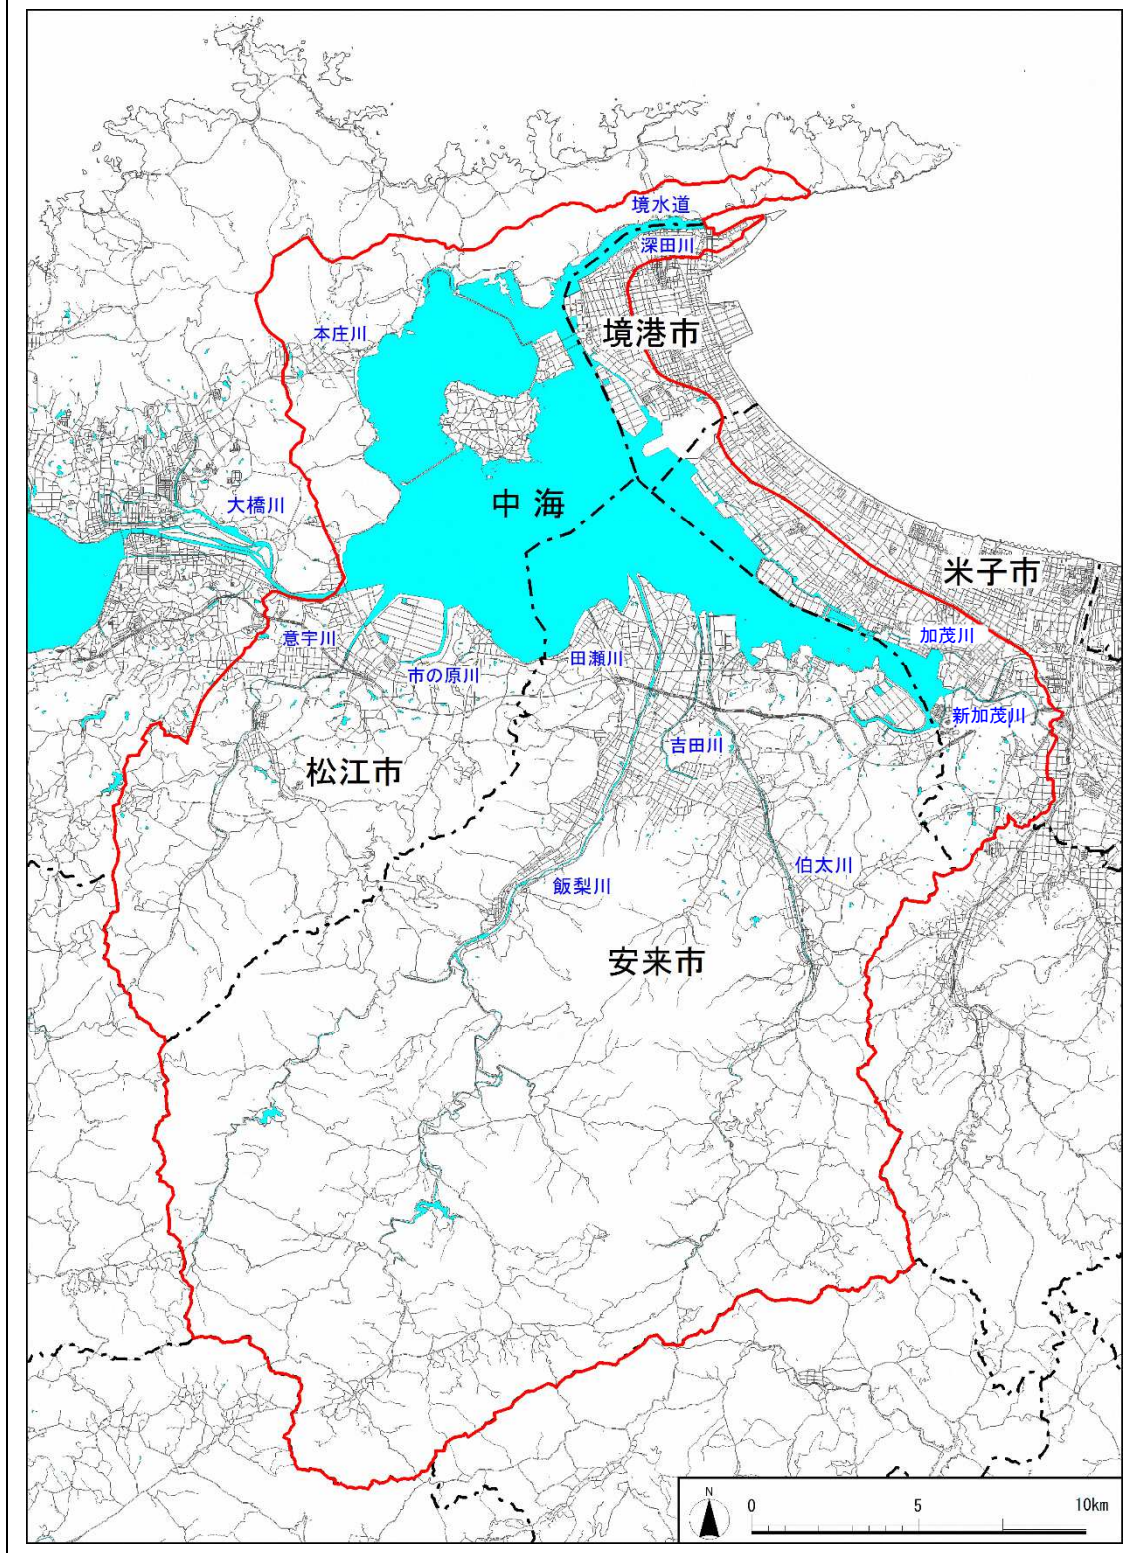 境水道
深田川
境港市
本庄川
大橋川
中 海
米子市
加茂川
意宇川
田瀬川
市の原川
新加茂川
吉田川
松江市
伯太川
飯梨川
安来市
N
0 5 10km